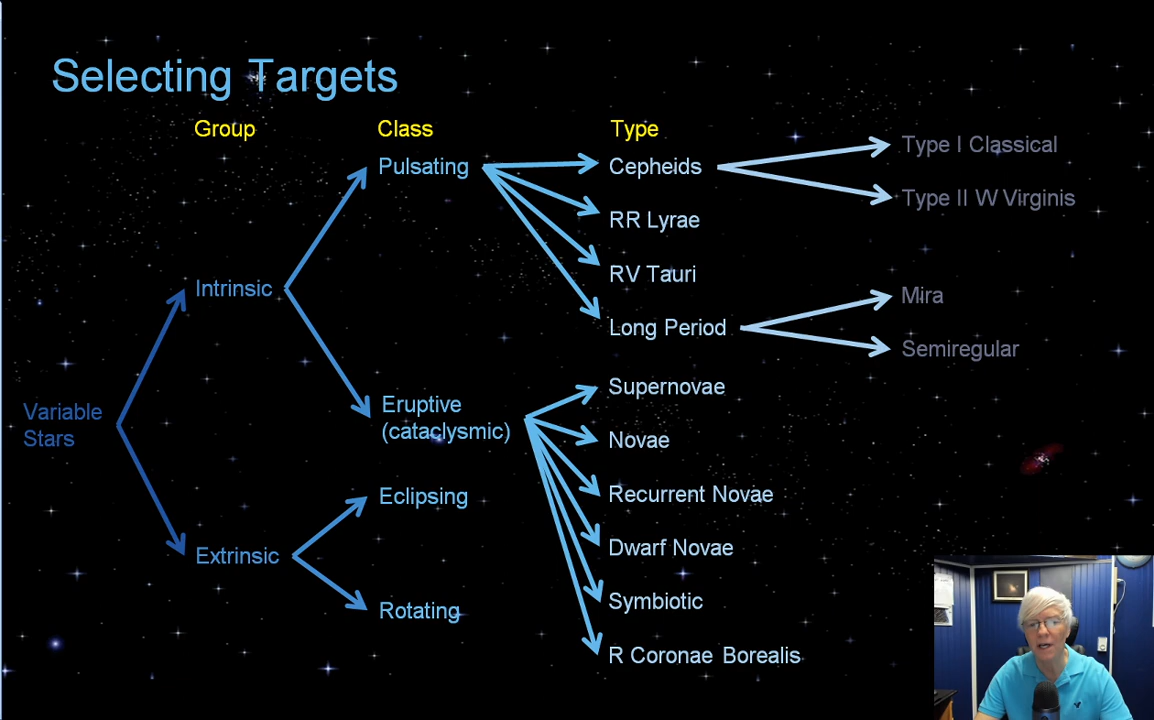 Selecting Targets
Group
Class
Type
Pulsating
Cepheids
Type I Classical
Type II W Virginis
RR Lyrae
RV Tauri
Intrinsic
Long Period
Mira
Semiregular
Supernovae
Variable
Stars
Eruptive
(cataclysmic)
Novae
Eclipsing
Recurrent Novae
Extrinsic
Dwarf Novae
Rotating
Symbiotic
R Coronae Borealis